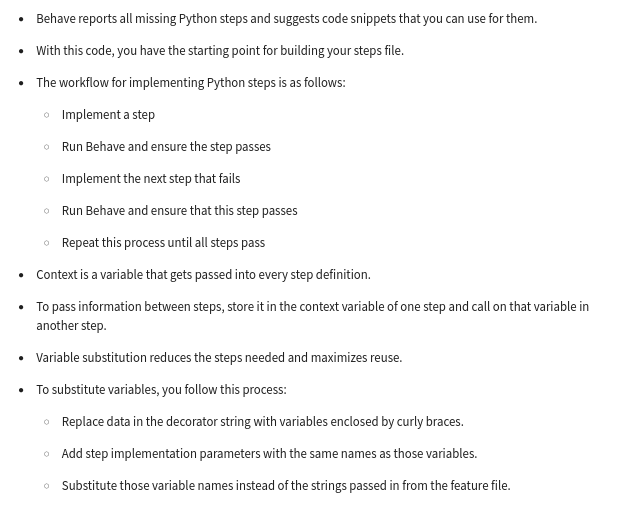 • Behave reports all missing Python steps and suggests code snippets that you can use for them.
• With this code, you have the starting point for building your steps file.
• The workflow for implementing Python steps is as follows:
○ Implement a step
○ Run Behave and ensure the step passes
○ Implement the next step that fails
○ Run Behave and ensure that this step passes
○ Repeat this process until all steps pass
• Context is a variable that gets passed into every step definition.
• To pass information between steps, store it in the context variable of one step and call on that variable in
another step.
• Variable substitution reduces the steps needed and maximizes reuse.
• To substitute variables, you follow this process:
○ Replace data in the decorator string with variables enclosed by curly braces.
○ Add step implementation parameters with the same names as those variables.
○ Substitute those variable names instead of the strings passed in from the feature file.